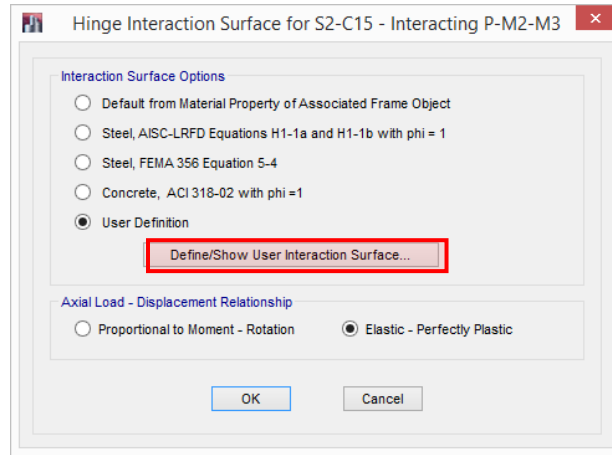 Hinge Interaction Surface for S2-C15 - Interacting P-M2-M3
Interaction Surface Options
Default from Material Property of Associated Frame Object
Steel, AISC-LRFD Equations H1-1a and H1-1b with phi = 1
Steel, FEMA 356 Equation 5-4
Concrete,  ACI 318-02 with phi =1
User Definition
Define/Show User Interaction Surface...
Axial Load - Displacement Relationship
Proportional to Moment - Rotation
Elastic - Perfectly Plastic
OK
Cancel